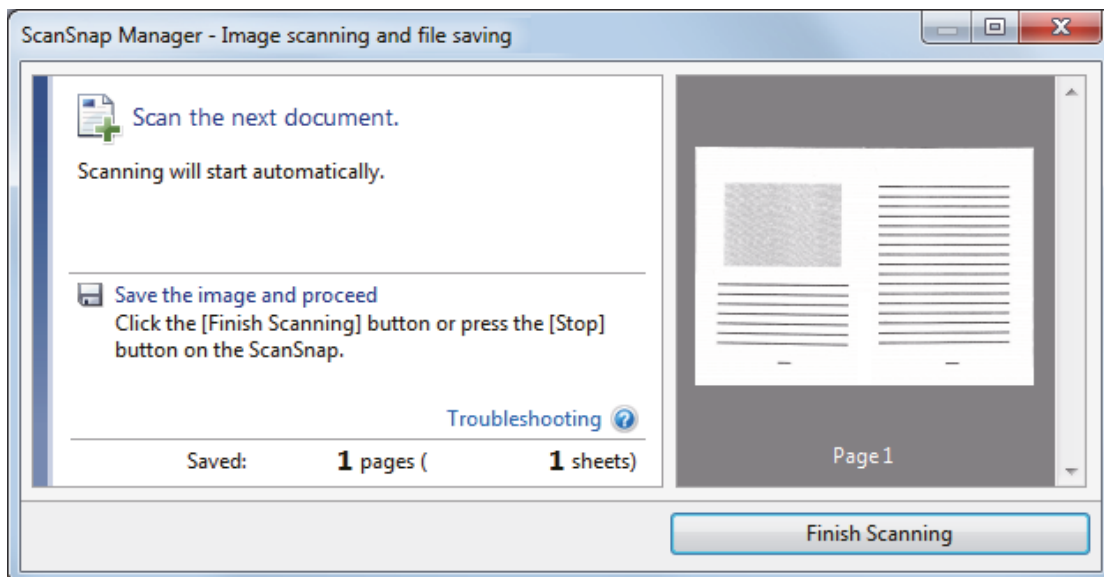 ScanSnap Manager - Image scanning and file saving
Scan the next document.
Scanning will start automatically.
Save the image and proceed
Click the [Finish Scanning] button or press the [Stop]
button on the ScanSnap.
Troubleshooting
Saved: 1 pages ( 1 sheets)
Page 1
Finish Scanning